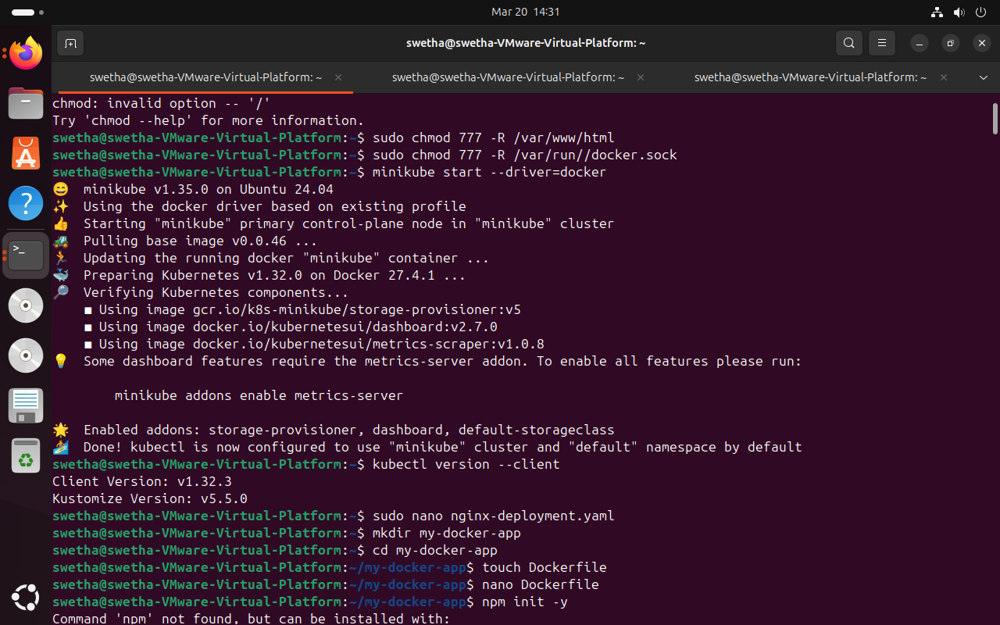 Mar 20 14:31
swetha@swetha-VMware-Virtual-Platform: ~
swetha@swetha-VMware-Virtual-Platform: ~ swetha@swetha-VMware-Virtual-Platform: ~ swetha@swetha-VMware-Virtual-Platform: ~
chmod: invalid option -- '/'
Try 'chmod --help' for more information.
swetha@swetha-VMware-Virtual-Platform:~$ sudo chmod 777 -R /var/www/html
swetha@swetha-VMware-Virtual-Platform:~$ sudo chmod 777 -R /var/run//docker.sock
swetha@swetha-VMware-Virtual-Platform:~$ minikube start --driver=docker
😄  minikube v1.35.0 on Ubuntu 24.04
✨  Using the docker driver based on existing profile
👍  Starting "minikube" primary control-plane node in "minikube" cluster
🚜  Pulling base image v0.0.46 ...
🏃  Updating the running docker "minikube" container ...
🐳  Preparing Kubernetes v1.32.0 on Docker 27.4.1 ...
🔎  Verifying Kubernetes components...
    ▪ Using image gcr.io/k8s-minikube/storage-provisioner:v5
    ▪ Using image docker.io/kubernetesui/dashboard:v2.7.0
    ▪ Using image docker.io/kubernetesui/metrics-scraper:v1.0.8
💡  Some dashboard features require the metrics-server addon. To enable all features please run:
        minikube addons enable metrics-server
🌟  Enabled addons: storage-provisioner, dashboard, default-storageclass
🏄  Done! kubectl is now configured to use "minikube" cluster and "default" namespace by default
swetha@swetha-VMware-Virtual-Platform:~$ kubectl version --client
Client Version: v1.32.3
Kustomize Version: v5.5.0
swetha@swetha-VMware-Virtual-Platform:~$ sudo nano nginx-deployment.yaml
swetha@swetha-VMware-Virtual-Platform:~$ mkdir my-docker-app
swetha@swetha-VMware-Virtual-Platform:~$ cd my-docker-app
swetha@swetha-VMware-Virtual-Platform:~/my-docker-app$ touch Dockerfile
swetha@swetha-VMware-Virtual-Platform:~/my-docker-app$ nano Dockerfile
swetha@swetha-VMware-Virtual-Platform:~/my-docker-app$ npm init -y
Command 'npm' not found, but can be installed with: